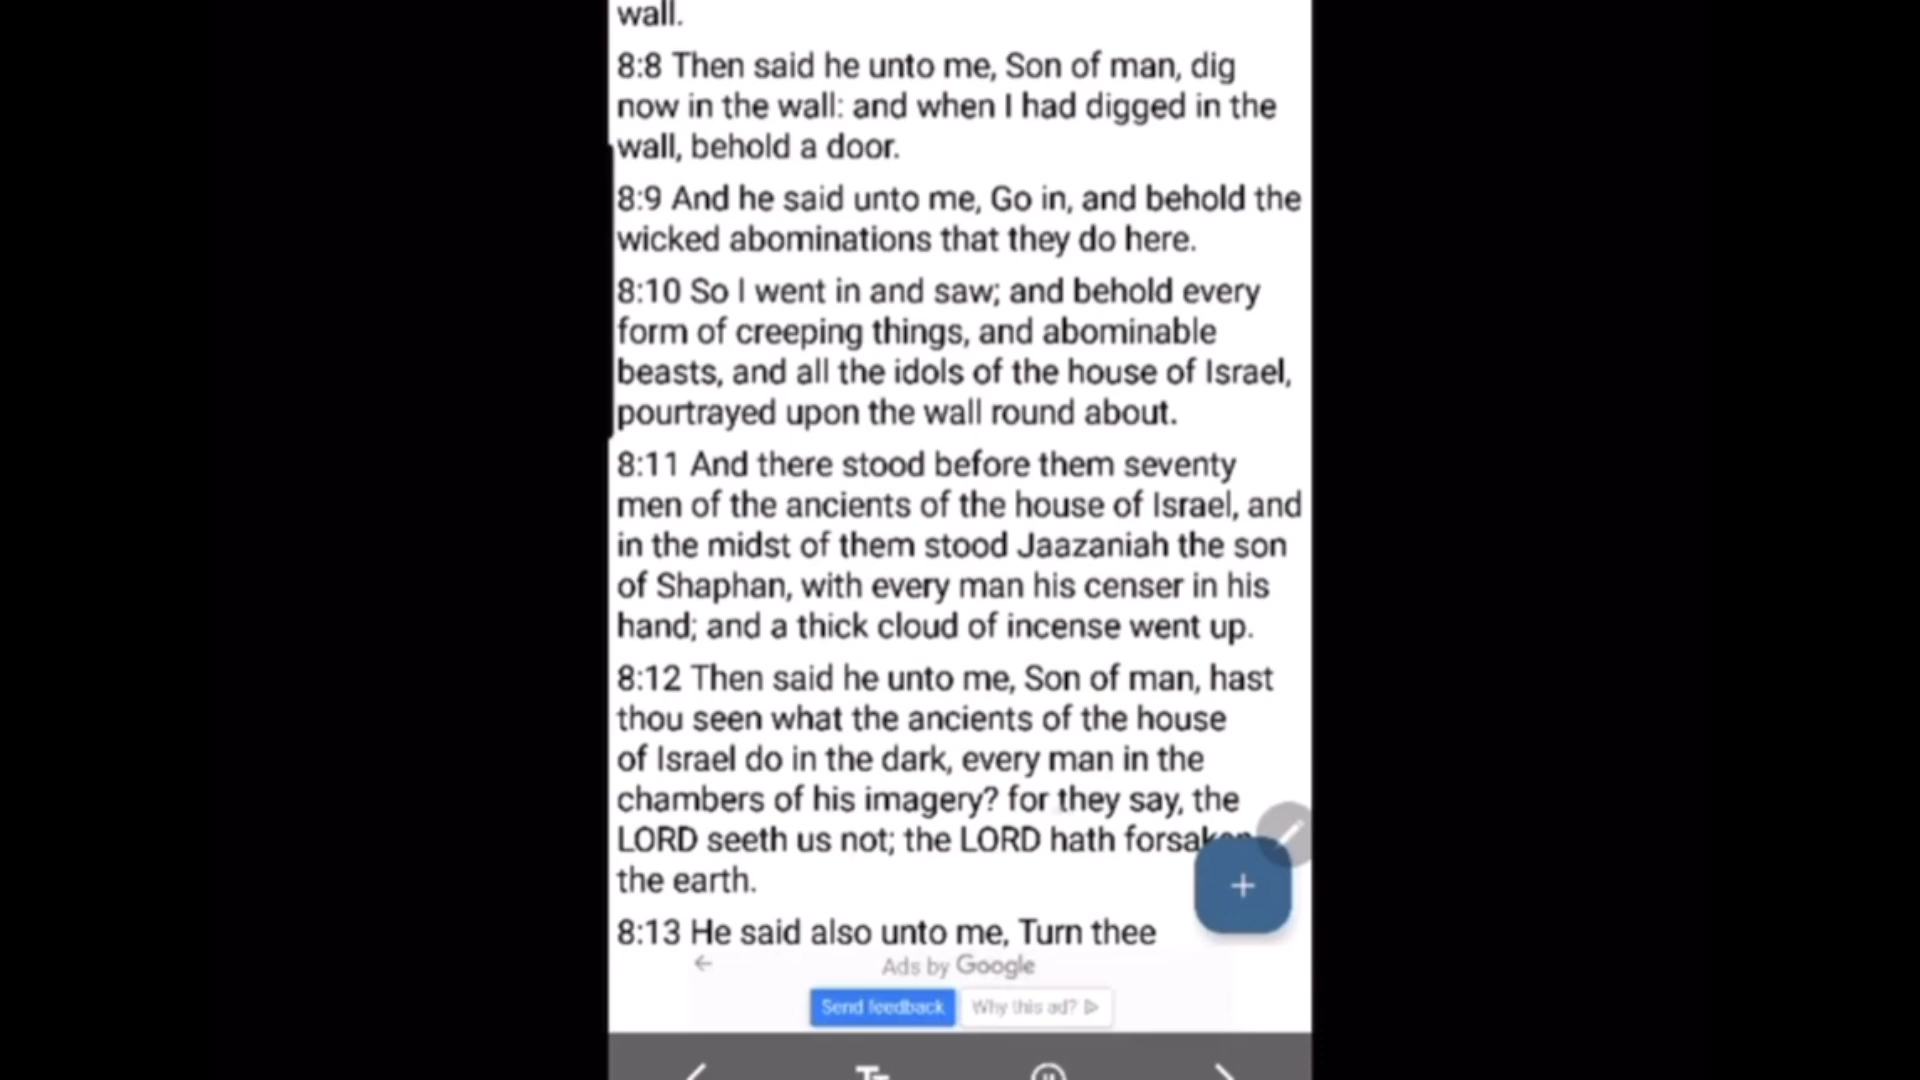 wall.
8:8 Then said he unto me, Son of man, dig
now in the wall: and when I had digged in the
wall, behold a door.
8:9 And he said unto me, Go in, and behold the
wicked abominations that they do here.
8:10 So I went in and saw; and behold every
form of creeping things, and abominable
beasts, and all the idols of the house of Israel,
pourtrayed upon the wall round about.
8:11 And there stood before them seventy
men of the ancients of the house of Israel, and
in the midst of them stood Jaazaniah the son
of Shaphan, with every man his censer in his
hand; and a thick cloud of incense went up.
8:12 Then said he unto me, Son of man, hast
thou seen what the ancients of the house
of Israel do in the dark, every man in the
chambers of his imagery? for they say, the
LORD seeth us not; the LORD hath
the earth.
8:13 He said also unto me, Turn thee
Ads by Google
Send feedback
Why this ad?
Tt